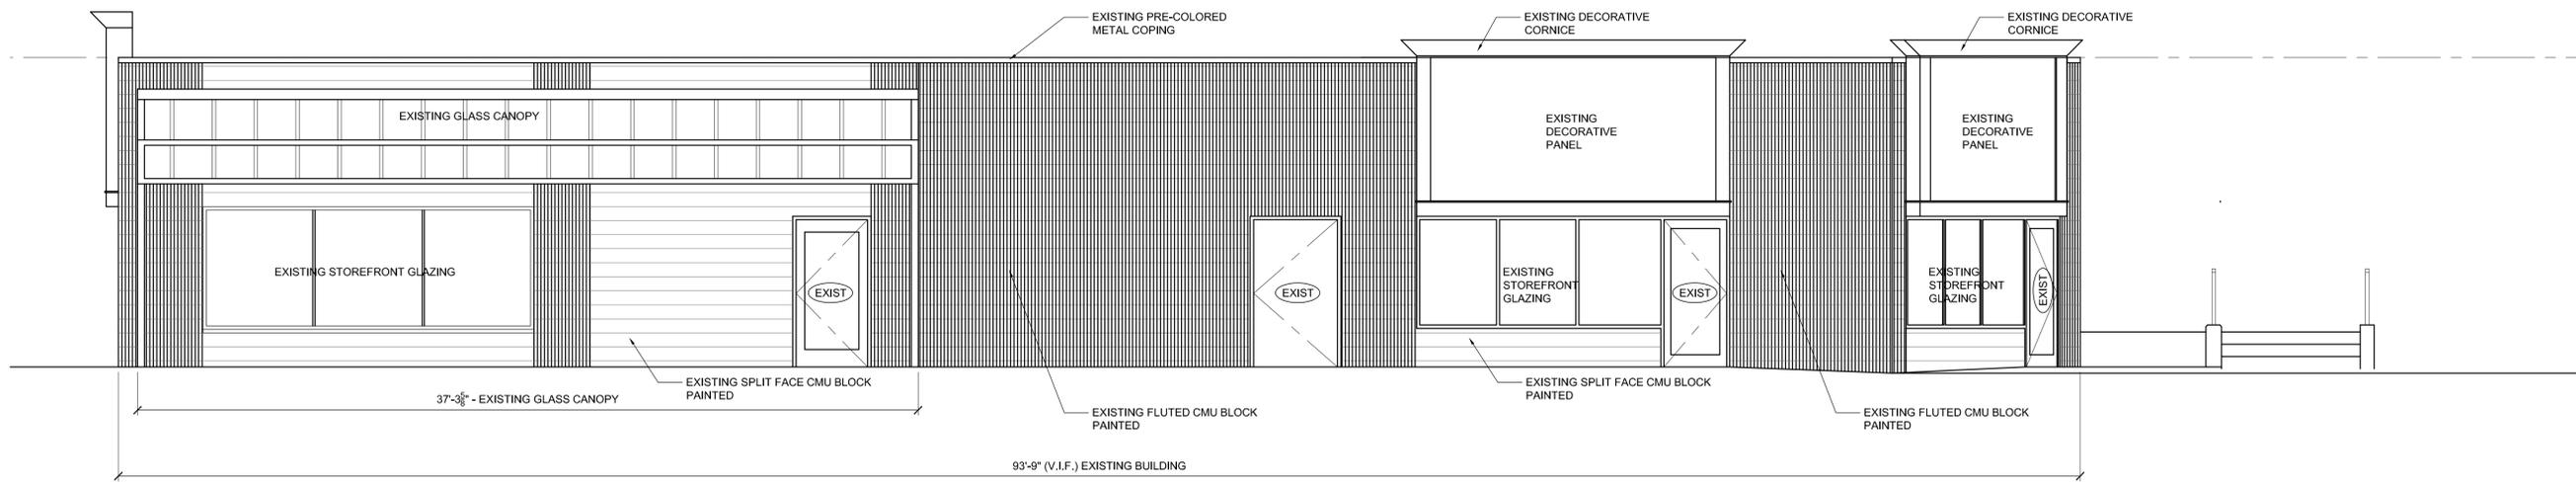 EXISTING PRE-COLORED
METAL COPING
EXISTING DECORATIVE
CORNICE
EXISTING DECORATIVE
CORNICE
EXISTING GLASS CANOPY
EXISTING
DECORATIVE
PANEL
EXISTING
DECORATIVE
PANEL
EXISTING STOREFRONT GLAZING
EXIST
EXIST
EXISTING
STOREFRONT
GLAZING
EXIST
EXISTING
STOREFRONT
GLAZING
EXIST
EXISTING SPLIT FACE CMU BLOCK
PAINTED
EXISTING SPLIT FACE CMU BLOCK
PAINTED
37'-3⅝" - EXISTING GLASS CANOPY
EXISTING FLUTED CMU BLOCK
PAINTED
EXISTING FLUTED CMU BLOCK
PAINTED
93'-9" (V.I.F.) EXISTING BUILDING